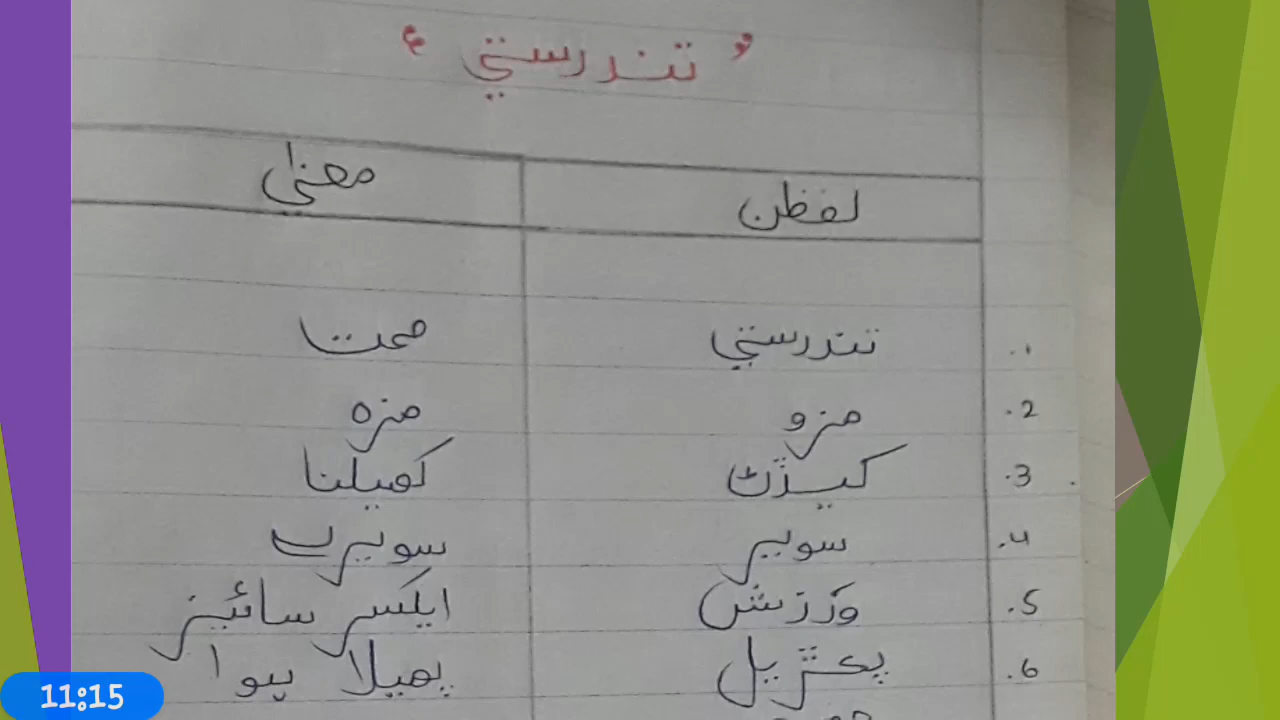 ” تندرستي “
لفظن معنيٰ
1. تندرستي صحت
2. مزو مزه
3. کيڏڻ کھیلنا
4. سوير سویرے
5. ورزش ایکسر سائیز
6. پکڙيل پھیلا ہوا
11:15